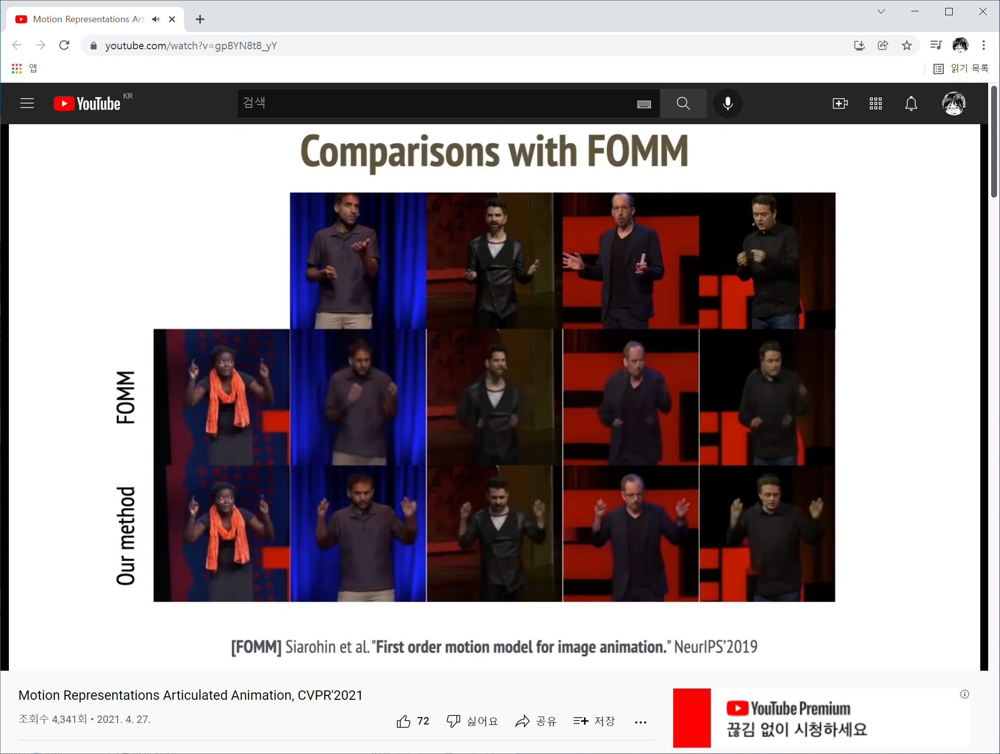 Motion Representations Art
youtube.com/watch?v=gpBYN8t8_yY
앱
읽기 목록
YouTube KR
검색
Comparisons with FOMM
FOMM
Our method
[FOMM] Siarohin et al. "First order motion model for image animation." NeurIPS'2019
Motion Representations Articulated Animation, CVPR'2021
조회수 4,341회 • 2021. 4. 27.
72 싫어요 공유 저장
YouTube Premium
끊김 없이 시청하세요